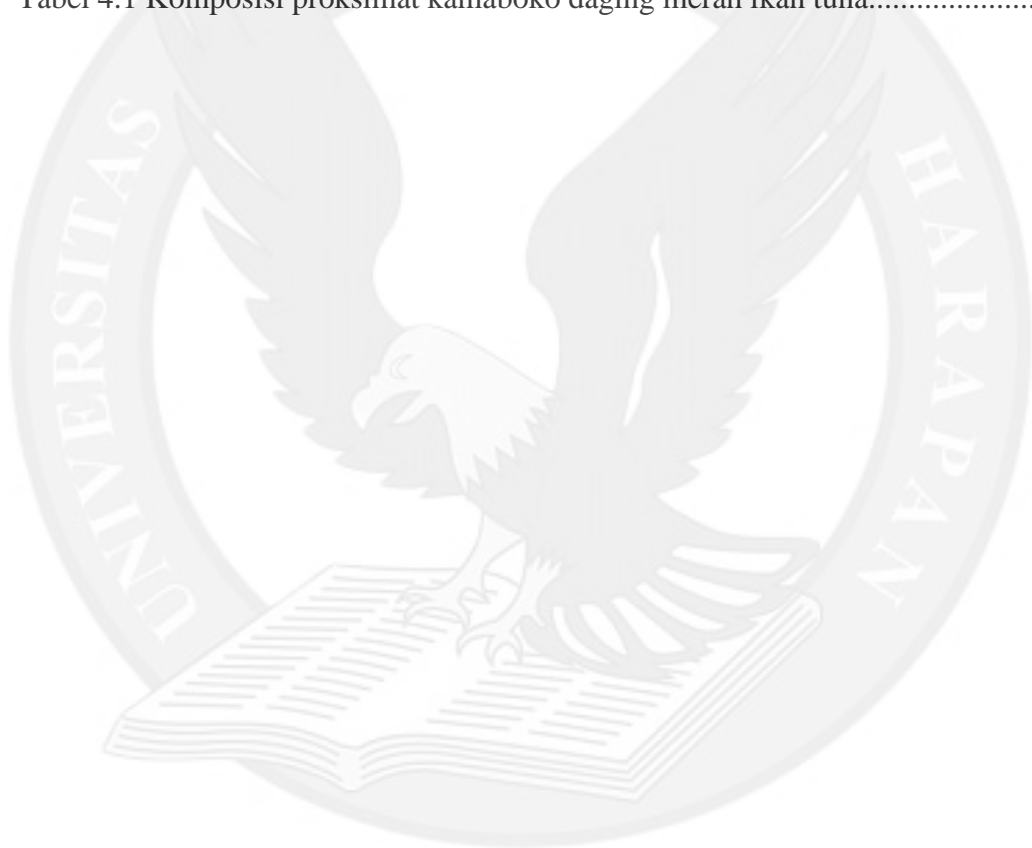 Tabel 4.1 Komposisi proksimat kamaboko daging merah ikan tuna.....................
UNIVERSITAS
HARAPAN